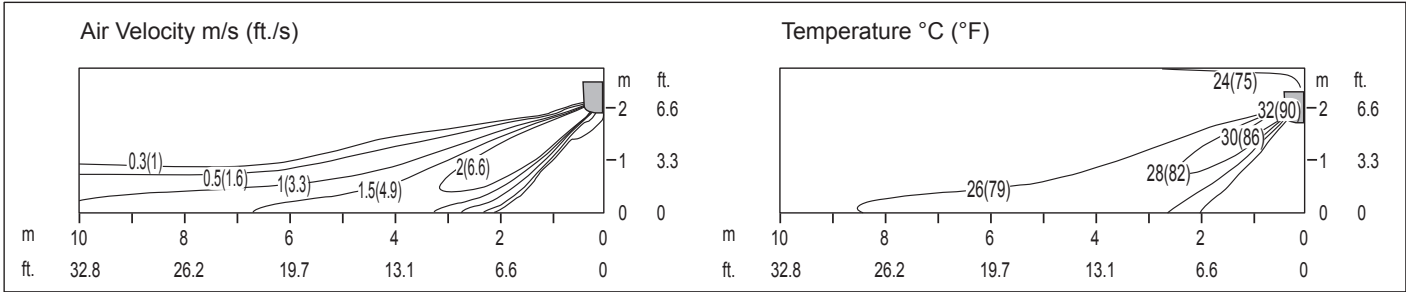 Air Velocity m/s (ft./s)
0.3(1)
0.5(1.6)
1(3.3)
1.5(4.9)
2(6.6)
m ft.
2 6.6
1 3.3
0 0
m 10 8 6 4 2 0
ft. 32.8 26.2 19.7 13.1 6.6 0
Temperature °C (°F)
24(75)
32(90)
30(86)
28(82)
26(79)
m ft.
2 6.6
1 3.3
0 0
m 10 8 6 4 2 0
ft. 32.8 26.2 19.7 13.1 6.6 0